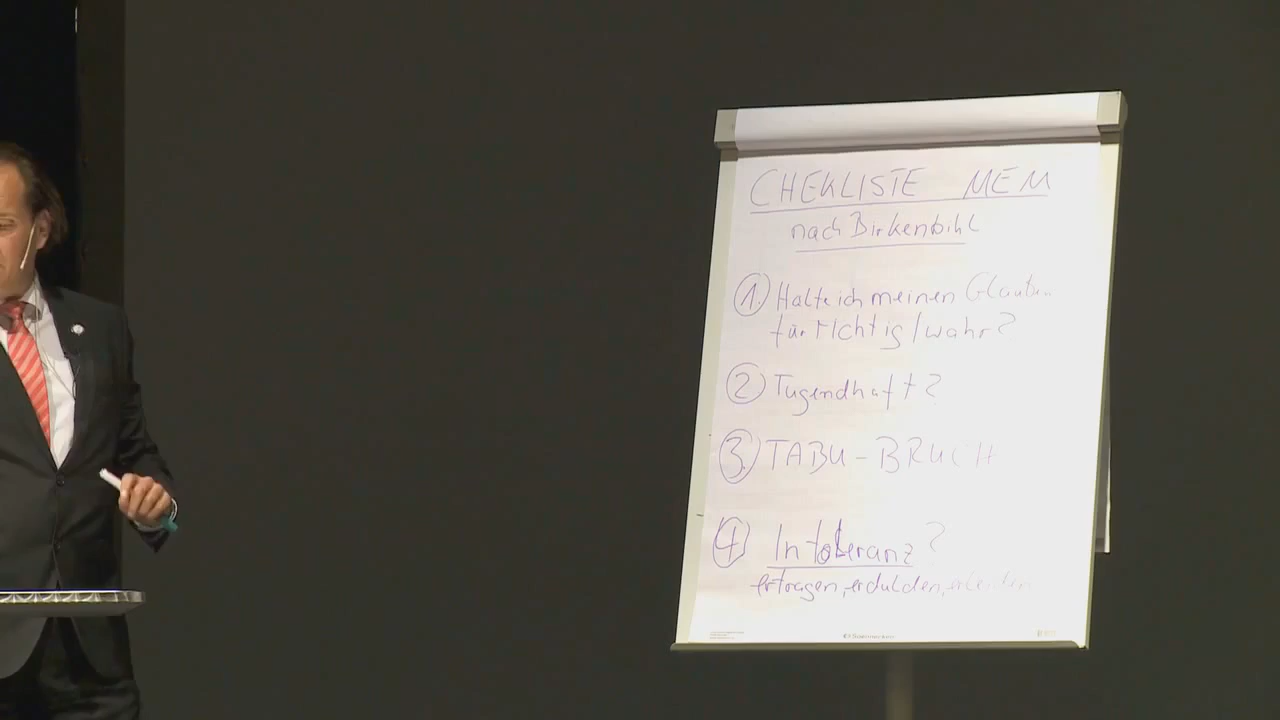 CHEKLISTE MEM
nach Birkenbihl
1. Halte ich meinen Glauben
für richtig/wahr?
2 Tugendhaft?
3. TABU-BRUCH
4 Intoleranz?
ertragen, erdulden, erleiden